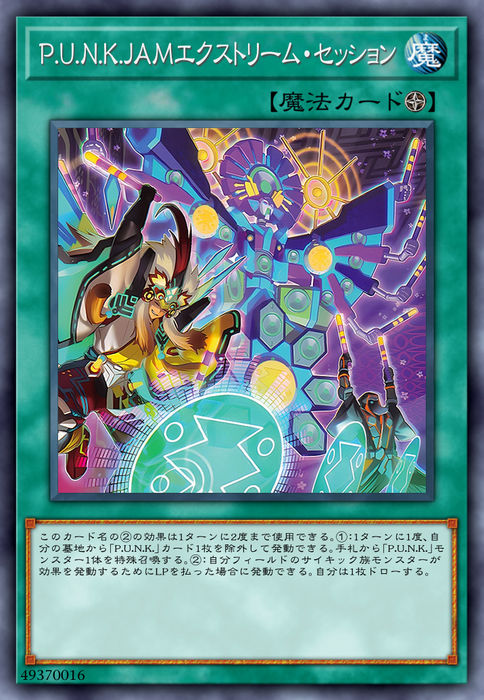 P.U.N.K.JAMエクストリーム・セッション 魔
【魔法カード】
このカード名の②の効果は1ターンに2度まで使用できる。①:1ターンに1度、自
分の墓地から「P.U.N.K.」カード1枚を除外して発動できる。手札から「P.U.N.K.」モ
ンスター1体を特殊召喚する。②:自分フィールドのサイキック族モンスターが
効果を発動するためにLPを払った場合に発動できる。自分は1枚ドローする。
49370016